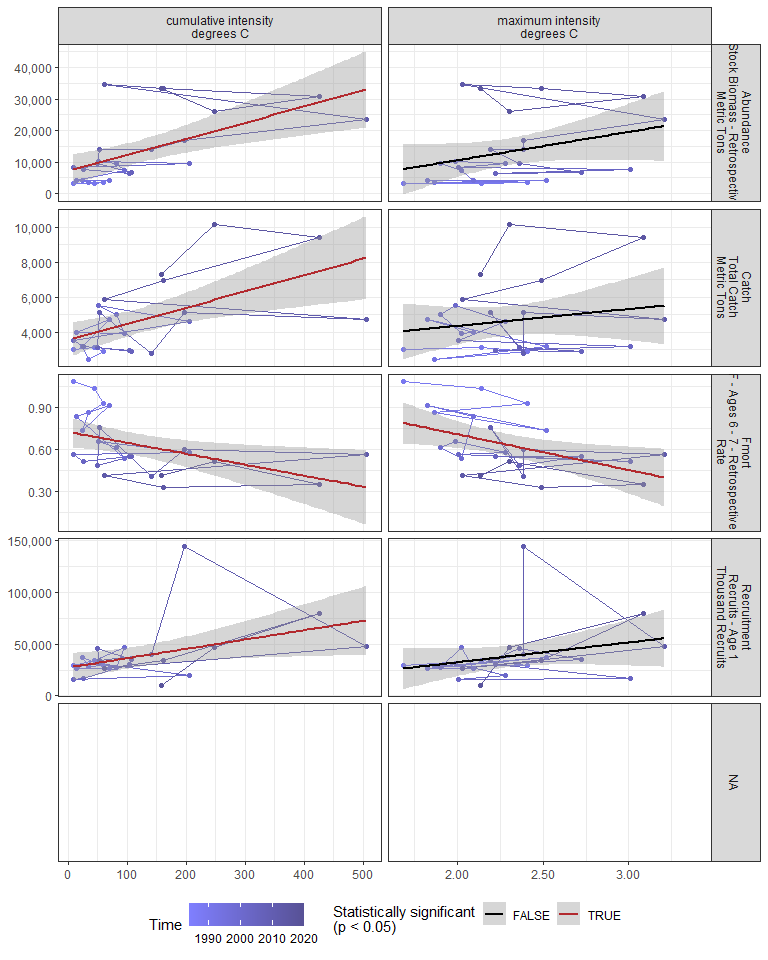 cumulative intensity
degrees C
maximum intensity
degrees C
40,000
30,000
20,000
10,000
0
Abundance
Stock Biomass - Retrospectiv
Metric Tons
10,000
8,000
6,000
4,000
Catch
Total Catch
Metric Tons
0.90
0.60
0.30
Fmort
F - Ages 6 - 7 - Retrospective
Rate
150,000
100,000
50,000
0
Recruitment
Recruits - Age 1
Thousand Recruits
NA
0 100 200 300 400 500
2.00 2.50 3.00
Time
1990 2000 2010 2020
Statistically significant
(p < 0.05)
FALSE
TRUE